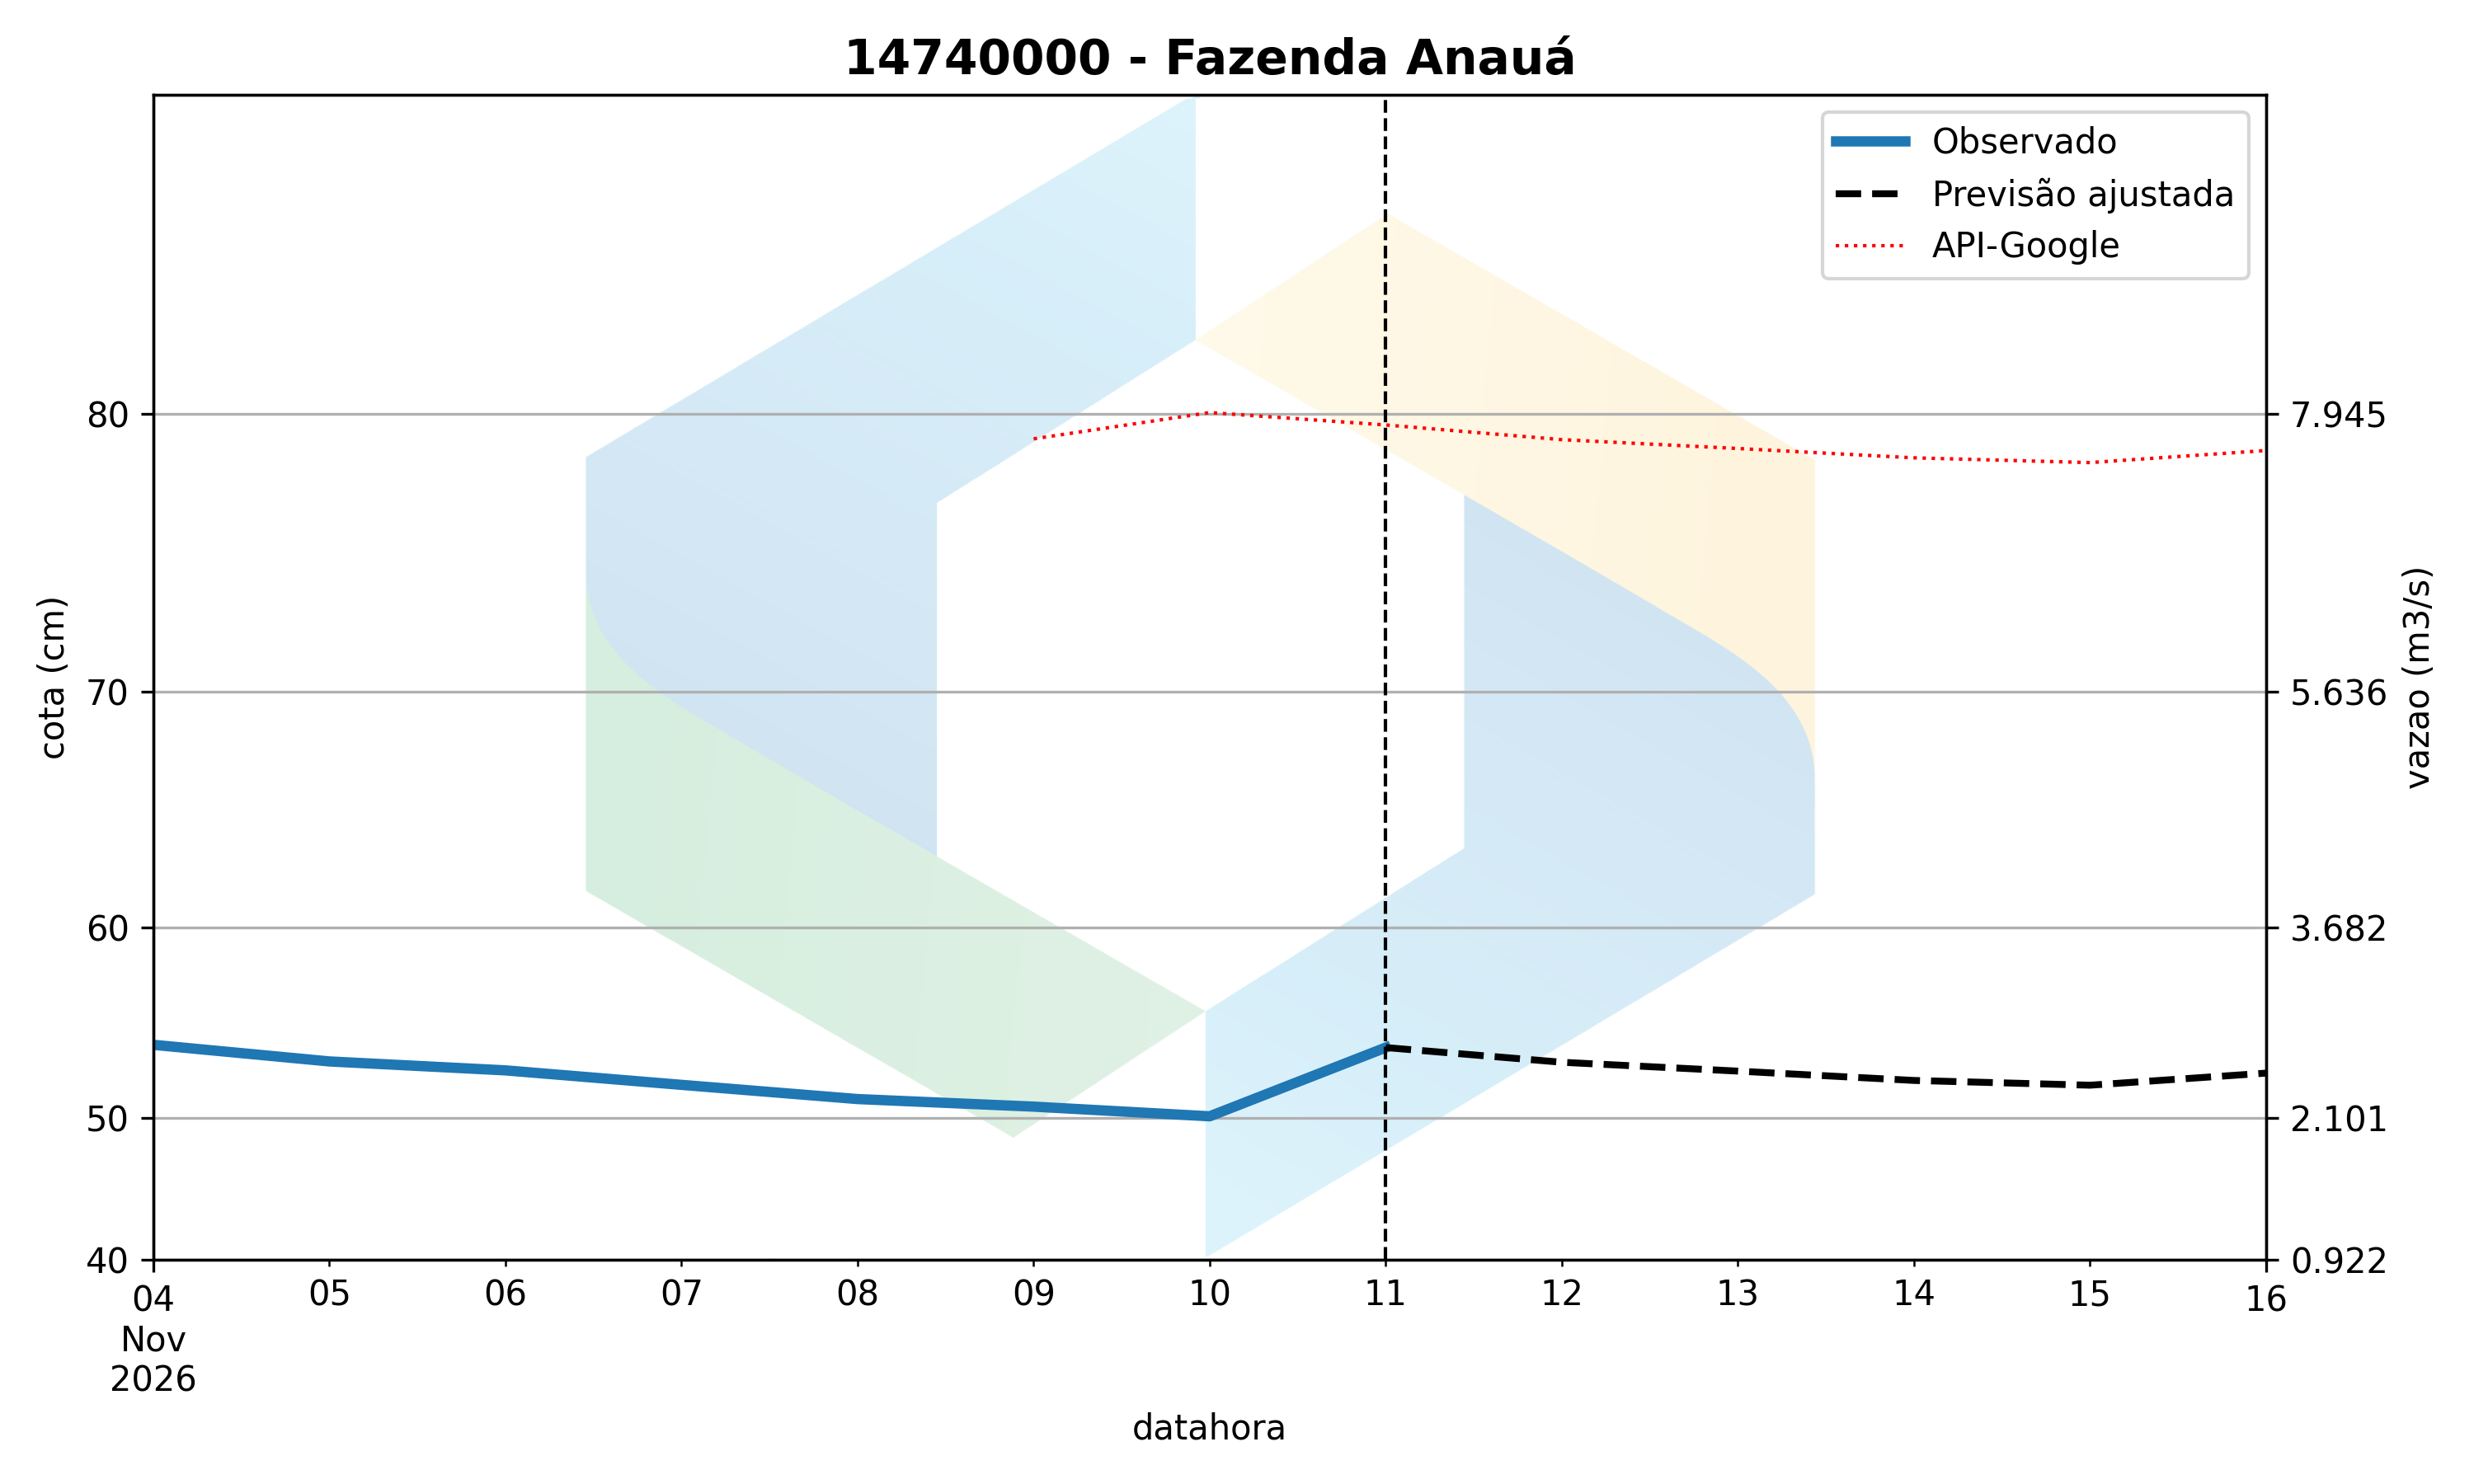 14740000 - Fazenda Anauá
Observado
Previsão ajustada
API-Google
cota (cm)
80
70
60
50
40
7.945
5.636
3.682
2.101
0.922
vazao (m3/s)
04 05 06 07 08 09 10 11 12 13 14 15 16
Nov
2026
datahora